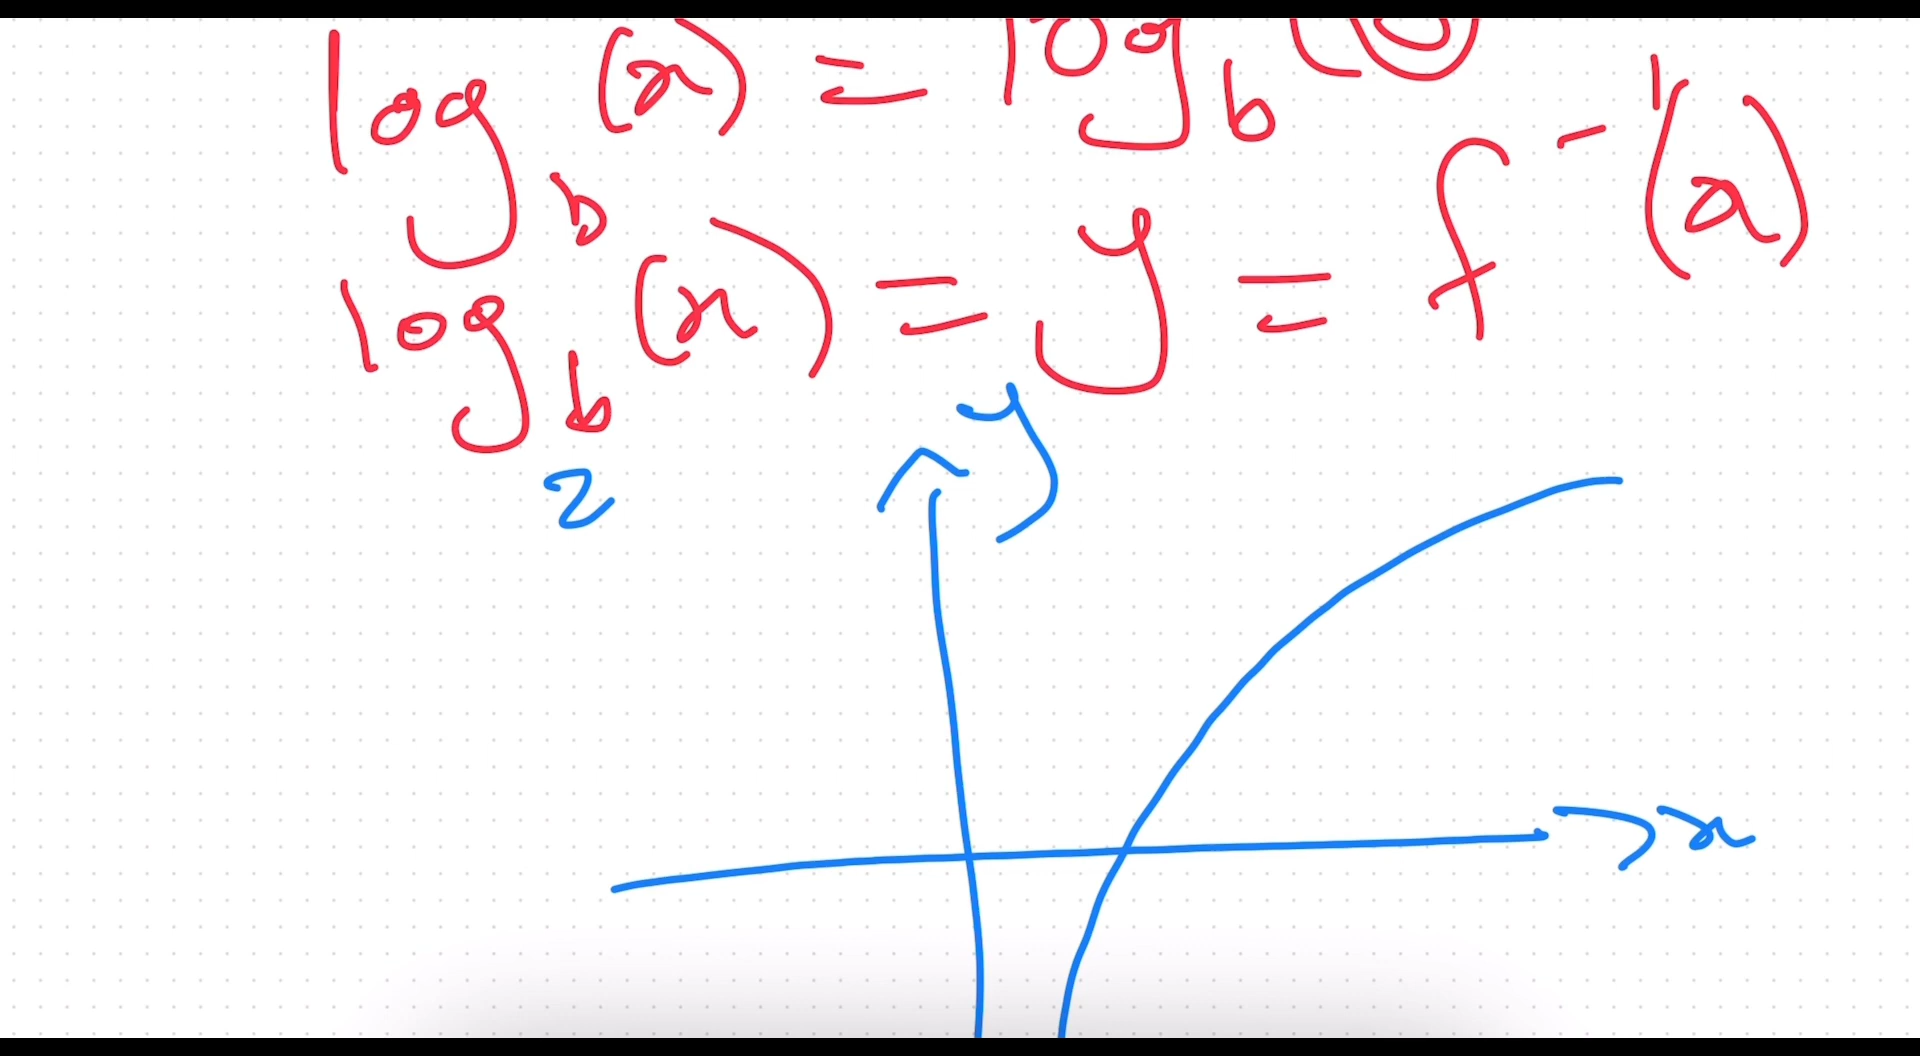 log_b (x) = log_b
log_b (x) = y = f^-1(x)
2
y
x